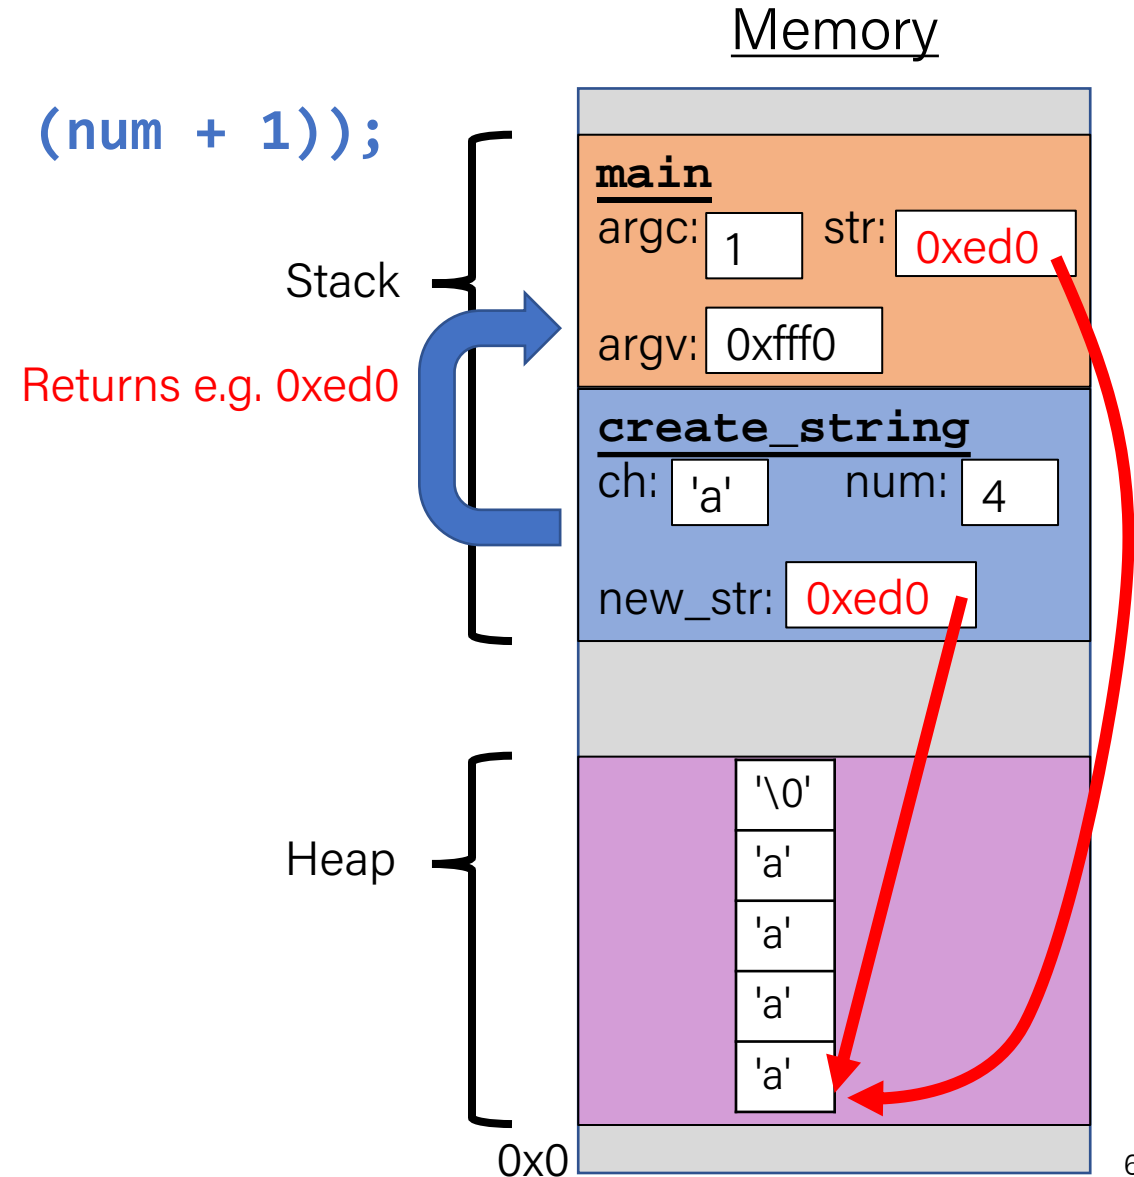 Memory
(num + 1));
main
argc: 1 str: 0xed0
Stack
argv: 0xfff0
Returns e.g. 0xed0
create_string
ch: 'a' num: 4
new_str: 0xed0
'\0'
'a'
Heap
'a'
'a'
'a'
0x0
6